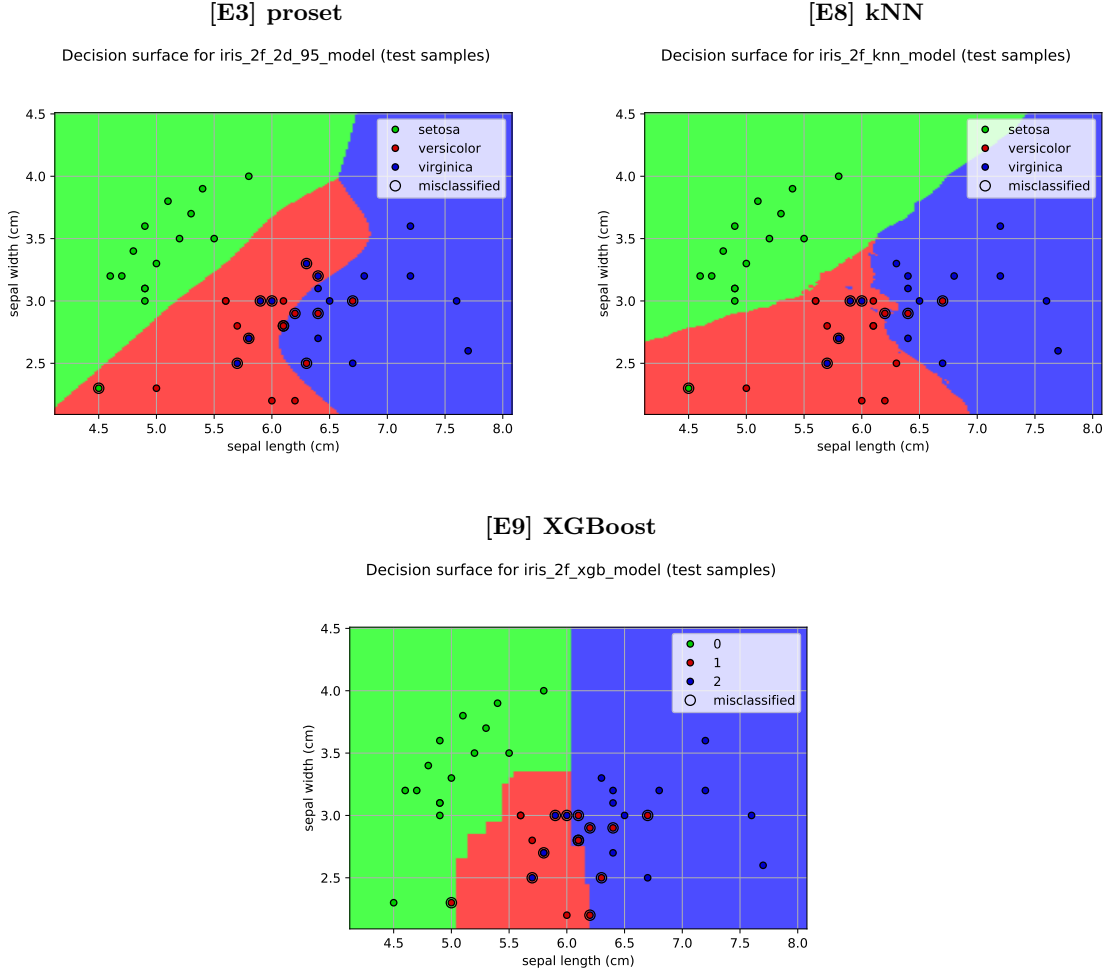 [E3] proset
Decision surface for iris_2f_2d_95_model (test samples)
4.5
4.0
3.5
3.0
2.5
sepal width (cm)
setosa
versicolor
virginica
misclassified
4.5 5.0 5.5 6.0 6.5 7.0 7.5 8.0
sepal length (cm)
[E8] kNN
Decision surface for iris_2f_knn_model (test samples)
4.5
4.0
3.5
3.0
2.5
sepal width (cm)
setosa
versicolor
virginica
misclassified
4.5 5.0 5.5 6.0 6.5 7.0 7.5 8.0
sepal length (cm)
[E9] XGBoost
Decision surface for iris_2f_xgb_model (test samples)
4.5
4.0
3.5
3.0
2.5
sepal width (cm)
0
1
2
misclassified
4.5 5.0 5.5 6.0 6.5 7.0 7.5 8.0
sepal length (cm)